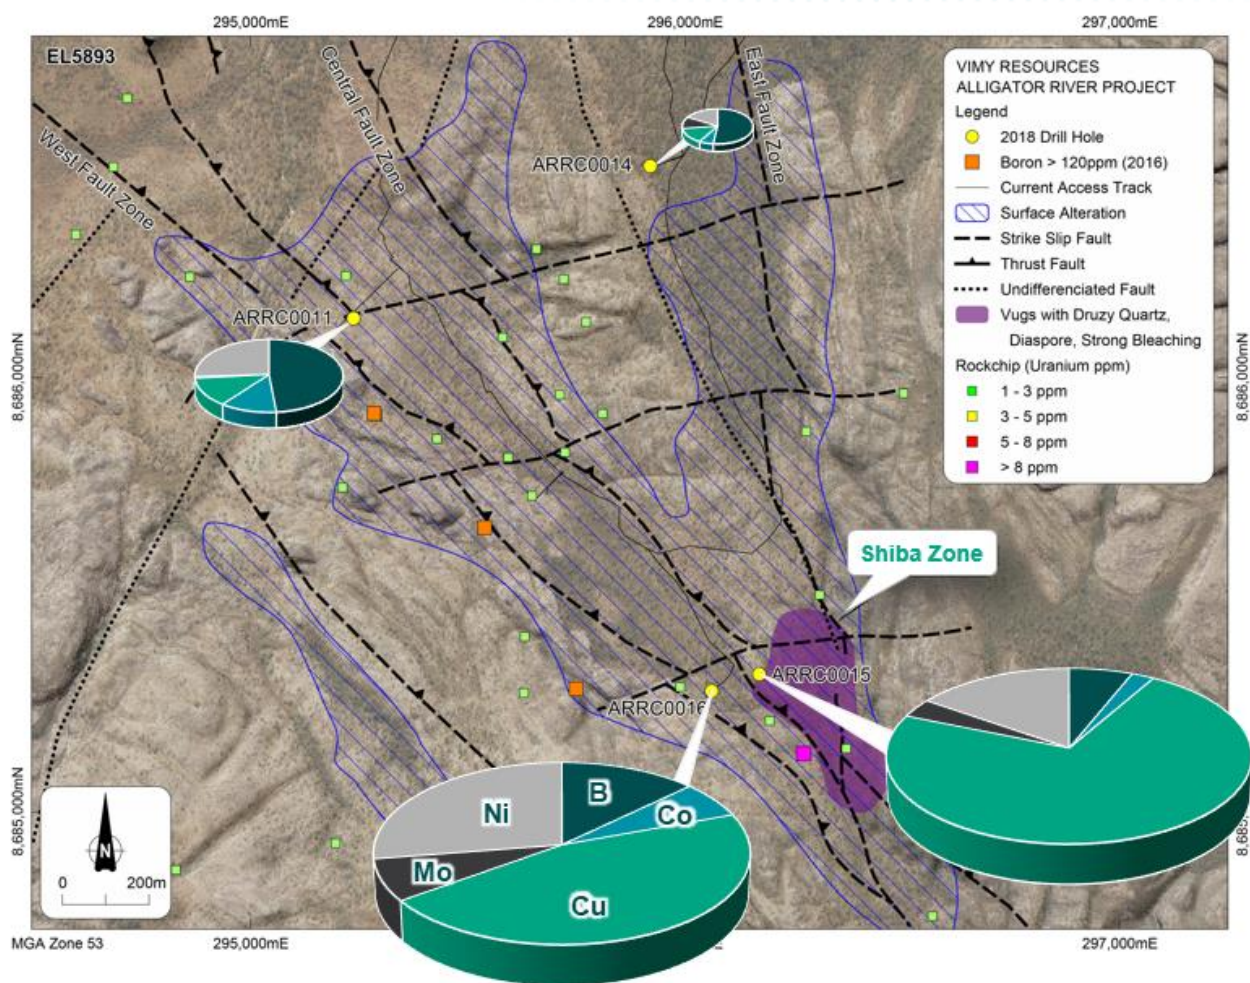 295,000mE
296,000mE
297,000mE
EL5893
West Fault Zone
Central Fault Zone
East Fault Zone
VIMY RESOURCES
ALLIGATOR RIVER PROJECT
Legend
2018 Drill Hole
Boron > 120ppm (2016)
Current Access Track
Surface Alteration
Strike Slip Fault
Thrust Fault
Undifferenciated Fault
Vugs with Druzy Quartz,
Diaspore, Strong Bleaching
Rockchip (Uranium ppm)
1 - 3 ppm
3 - 5 ppm
5 - 8 ppm
> 8 ppm
ARRC0014
ARRC0011
8,686,000mN
8,686,000mN
Shiba Zone
ARRC0015
ARRC0016
8,685,000mN
8,685,
B
Ni
Co
Mo
Cu
N
0 200m
MGA Zone 53
295,000mE
297,000mE